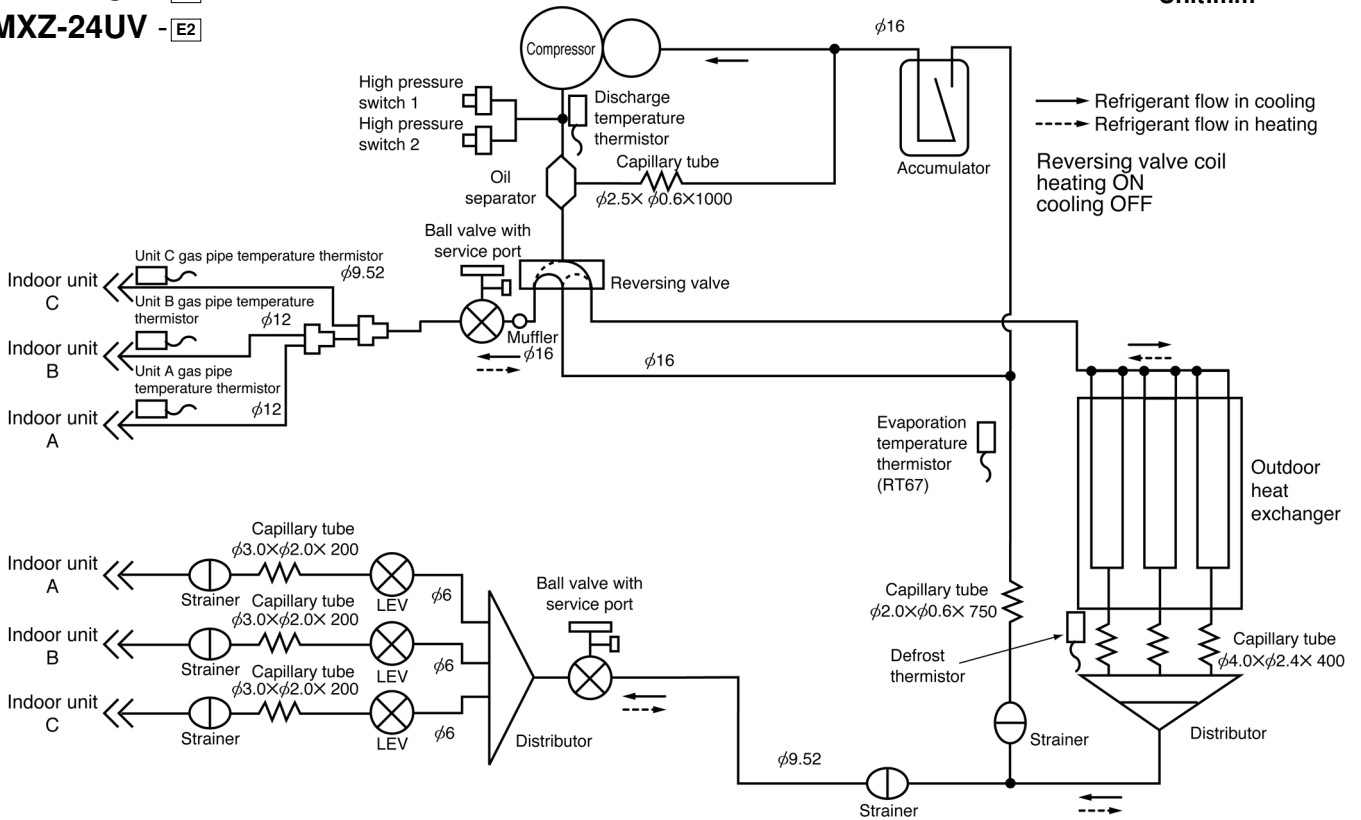 MXZ-24UV - E2
Compressor
High pressure
switch 1
High pressure
switch 2
Discharge
temperature
thermistor
Oil
separator
Capillary tube
ϕ2.5× ϕ0.6×1000
ϕ16
Accumulator
Refrigerant flow in cooling
Refrigerant flow in heating
Reversing valve coil
heating ON
cooling OFF
Ball valve with
service port
Reversing valve
Muffler
ϕ16
ϕ16
Indoor unit
C
Unit C gas pipe temperature thermistor
ϕ9.52
Indoor unit
B
Unit B gas pipe temperature
thermistor
ϕ12
Indoor unit
A
Unit A gas pipe
temperature thermistor
ϕ12
Evaporation
temperature
thermistor
(RT67)
Outdoor
heat
exchanger
Indoor unit
A
Strainer
Capillary tube
ϕ3.0×ϕ2.0× 200
LEV
ϕ6
Indoor unit
B
Strainer
Capillary tube
ϕ3.0×ϕ2.0× 200
LEV
ϕ6
Indoor unit
C
Strainer
Capillary tube
ϕ3.0×ϕ2.0× 200
LEV
ϕ6
Distributor
Ball valve with
service port
Capillary tube
ϕ2.0×ϕ0.6× 750
Defrost
thermistor
Capillary tube
ϕ4.0×ϕ2.4× 400
Strainer
Distributor
ϕ9.52
Strainer